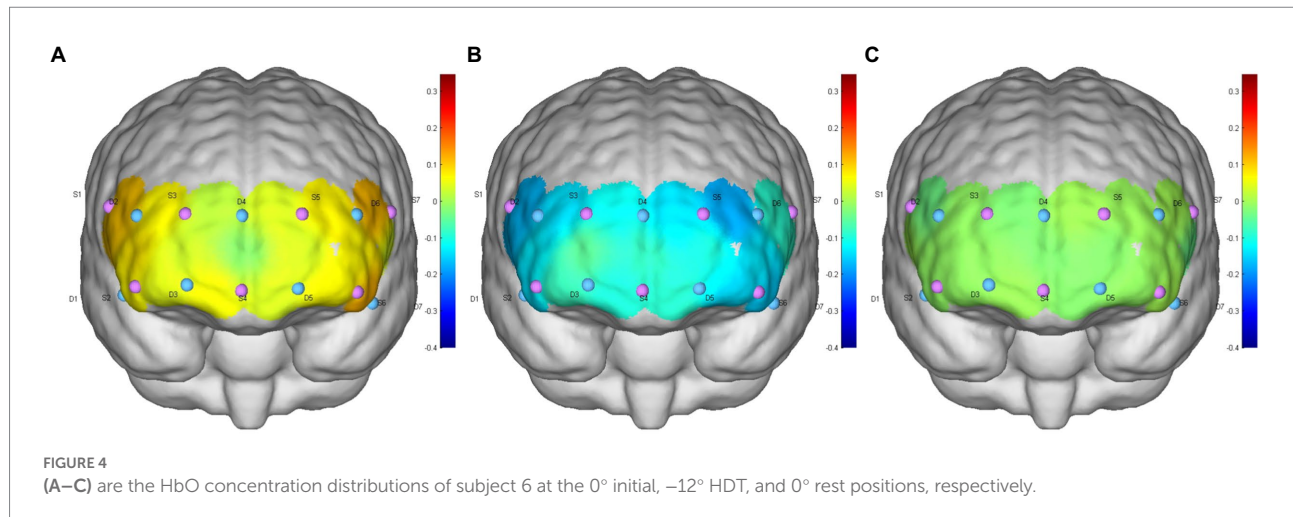 A
B
C
0.3
0.2
0.1
0
-0.1
-0.2
-0.3
-0.4
S1
D2
S3
D4
S5
D6
S7
D1
S2
D3
S4
D5
S6
D7
0.3
0.2
0.1
0
-0.1
-0.2
-0.3
-0.4
S1
D2
S3
D4
S5
D6
S7
D1
S2
D3
S4
D5
S6
D7
0.3
0.2
0.1
0
-0.1
-0.2
-0.3
-0.4
S1
D2
S3
D4
S5
D6
S7
D1
S2
D3
S4
D5
S6
D7
FIGURE 4
(A–C) are the HbO concentration distributions of subject 6 at the 0° initial, −12° HDT, and 0° rest positions, respectively.